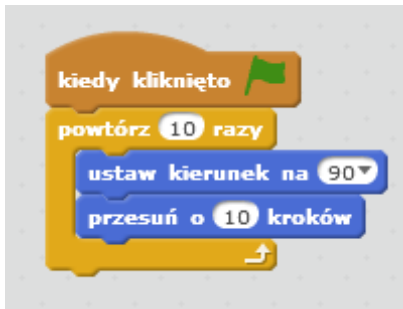 kiedy kliknięto
powtórz 10 razy
ustaw kierunek na 90
przesuń o 10 kroków